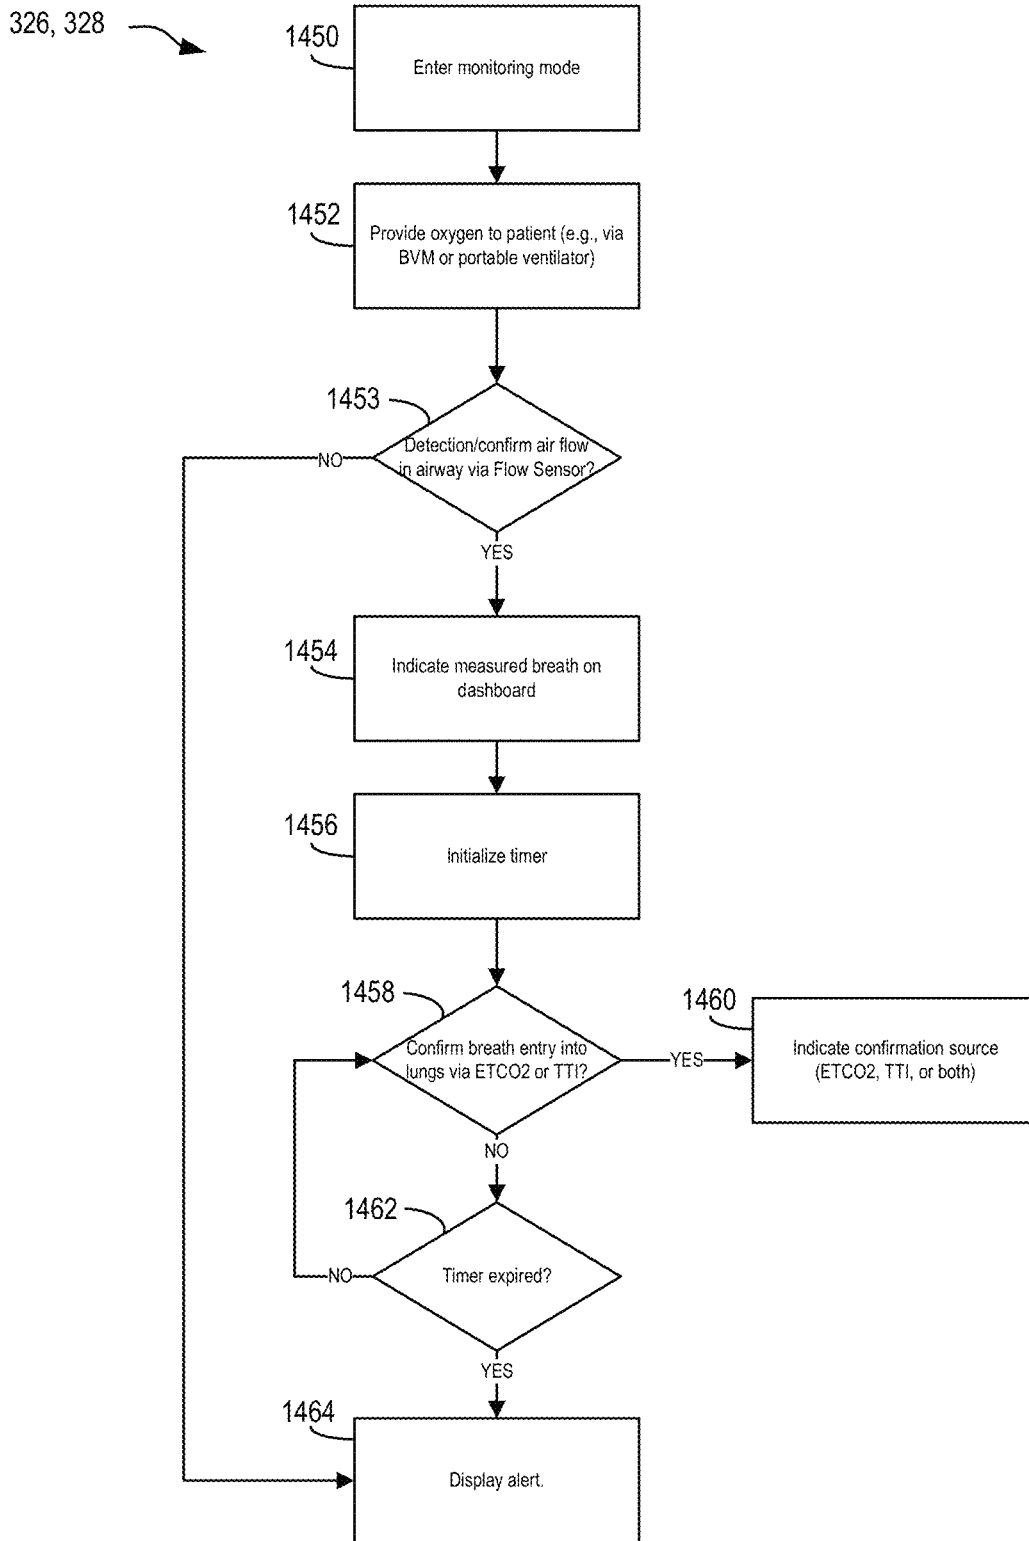 326, 328
1450
Enter monitoring mode
1452
Provide oxygen to patient (e.g., via
BVM or portable ventilator)
1453
Detection/confirm air flow
in airway via Flow Sensor?
NO
YES
1454
Indicate measured breath on
dashboard
1456
Initialize timer
1458
Confirm breath entry into
lungs via ETCO2 or TTI?
YES
1460
Indicate confirmation source
(ETCO2, TTI, or both)
NO
1462
Timer expired?
NO
YES
1464
Display alert.